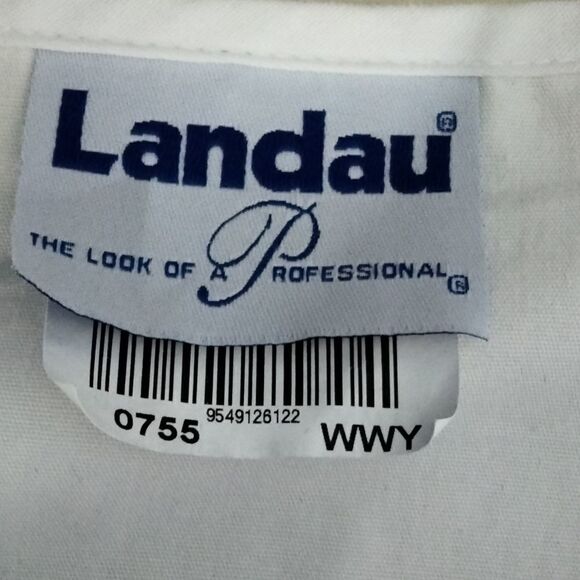 Landau®
THE LOOK OF A PROFESSIONAL®
9549126122
0755 WWY